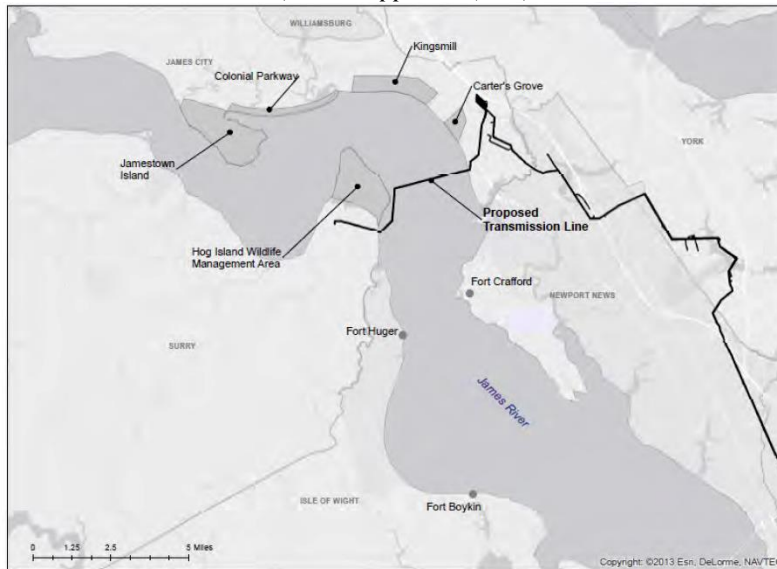 WILLIAMSBURG
Kingsmill
JAMES CITY
Colonial Parkway
Carter's Grove
YORK
Jamestown
Island
Proposed
Transmission Line
Hog Island Wildlife
Management Area
Fort Crafford
NEWPORT NEWS
Fort Huger
SURRY
James River
ISLE OF WIGHT
Fort Boykin
0 1.25 2.5 5 Miles
Copyright: ©2013 Esri, DeLorme, NAVTE